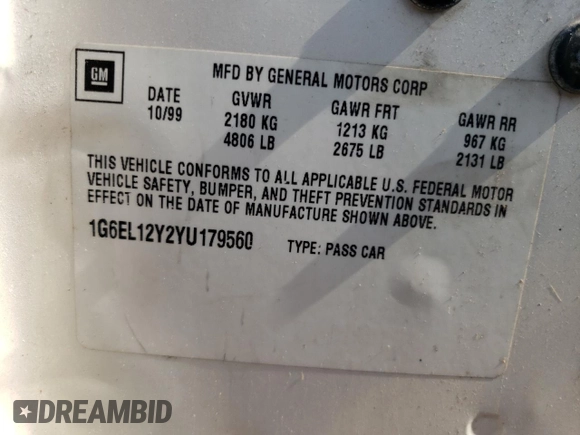 GM
MFD BY GENERAL MOTORS CORP
DATE GVWR GAWR FRT GAWR RR
10/99 2180 KG 1213 KG 967 KG
4806 LB 2675 LB 2131 LB
THIS VEHICLE CONFORMS TO ALL APPLICABLE U.S. FEDERAL MOTOR
VEHICLE SAFETY, BUMPER, AND THEFT PREVENTION STANDARDS IN
EFFECT ON THE DATE OF MANUFACTURE SHOWN ABOVE.
1G6EL12Y2YU179560 TYPE: PASS CAR
DREAMBID